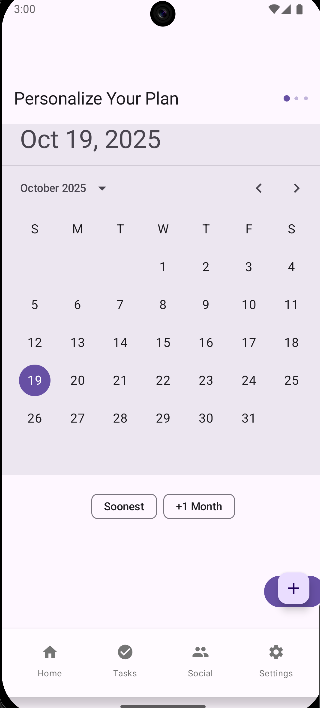 3:00
Personalize Your Plan
Oct 19, 2025
October 2025
S M T W T F S
1 2 3 4
5 6 7 8 9 10 11
12 13 14 15 16 17 18
19 20 21 22 23 24 25
26 27 28 29 30 31
Soonest +1 Month
+
Home Tasks Social Settings